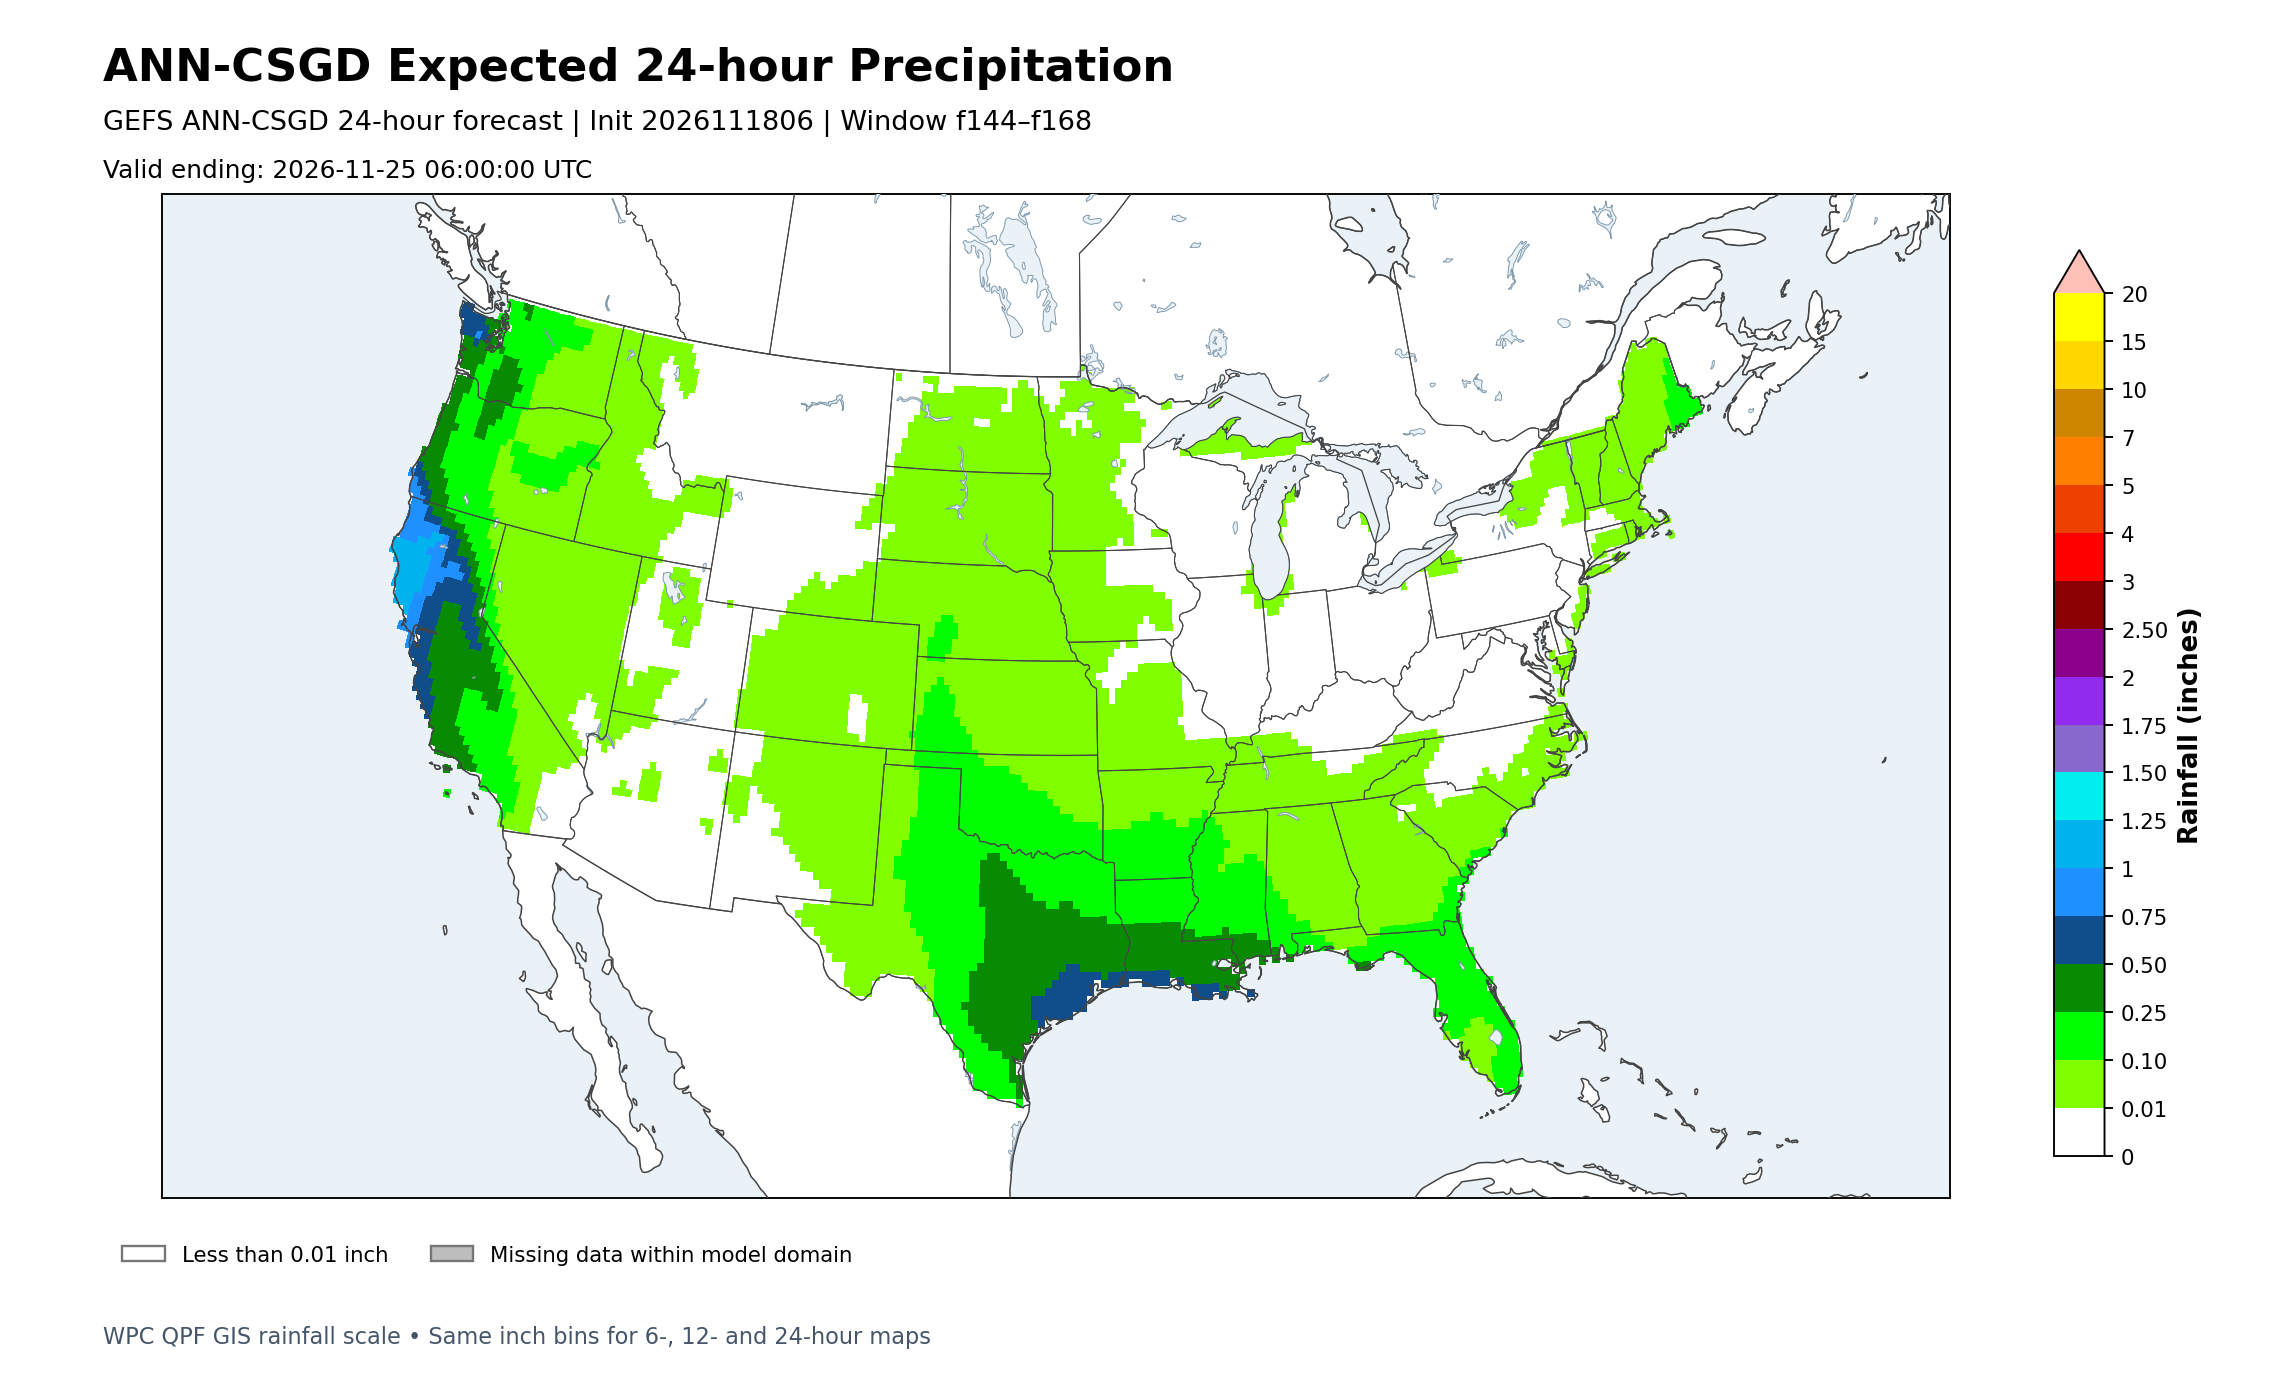 ANN-CSGD Expected 24-hour Precipitation
GEFS ANN-CSGD 24-hour forecast | Init 2026111806 | Window f144–f168
Valid ending: 2026-11-25 06:00:00 UTC
20
15
10
7
5
4
3
2.50
2
1.75
1.50
1.25
1
0.75
0.50
0.25
0.10
0.01
0
Rainfall (inches)
Less than 0.01 inch
Missing data within model domain
WPC QPF GIS rainfall scale • Same inch bins for 6-, 12- and 24-hour maps